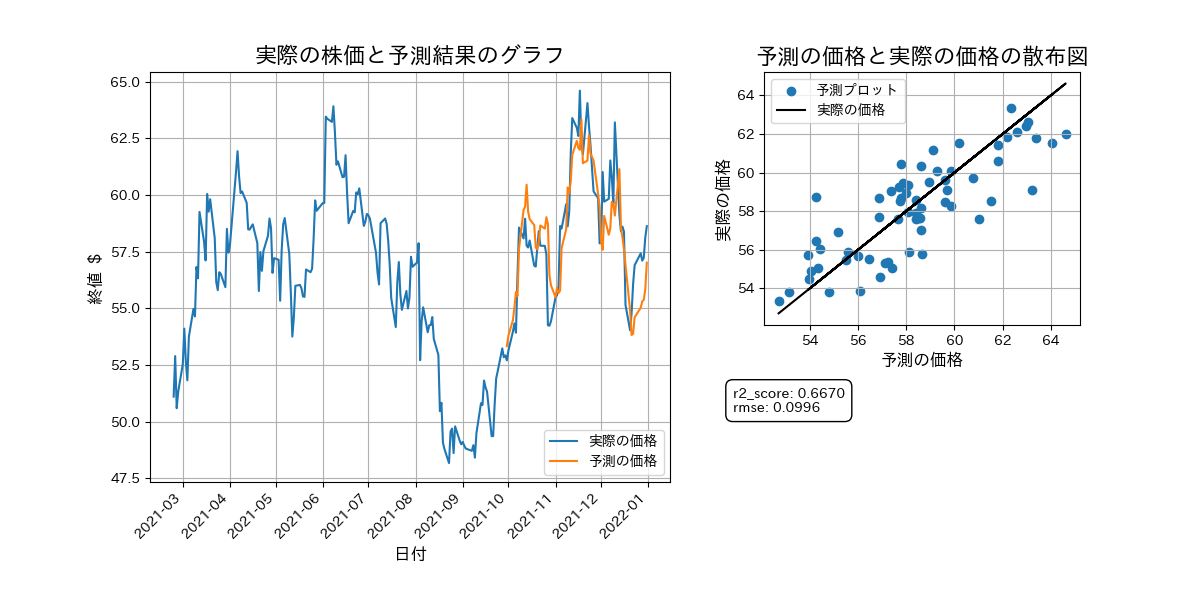 実際の株価と予測結果のグラフ
65.0
62.5
60.0
57.5
55.0
52.5
50.0
47.5
終値 $
実際の価格
予測の価格
2021-03
2021-04
2021-05
2021-06
2021-07
2021-08
2021-09
2021-10
2021-11
2021-12
2022-01
日付
予測の価格と実際の価格の散布図
予測プロット
実際の価格
64
62
60
58
56
54
実際の価格
54 56 58 60 62 64
予測の価格
r2_score: 0.6670
rmse: 0.0996